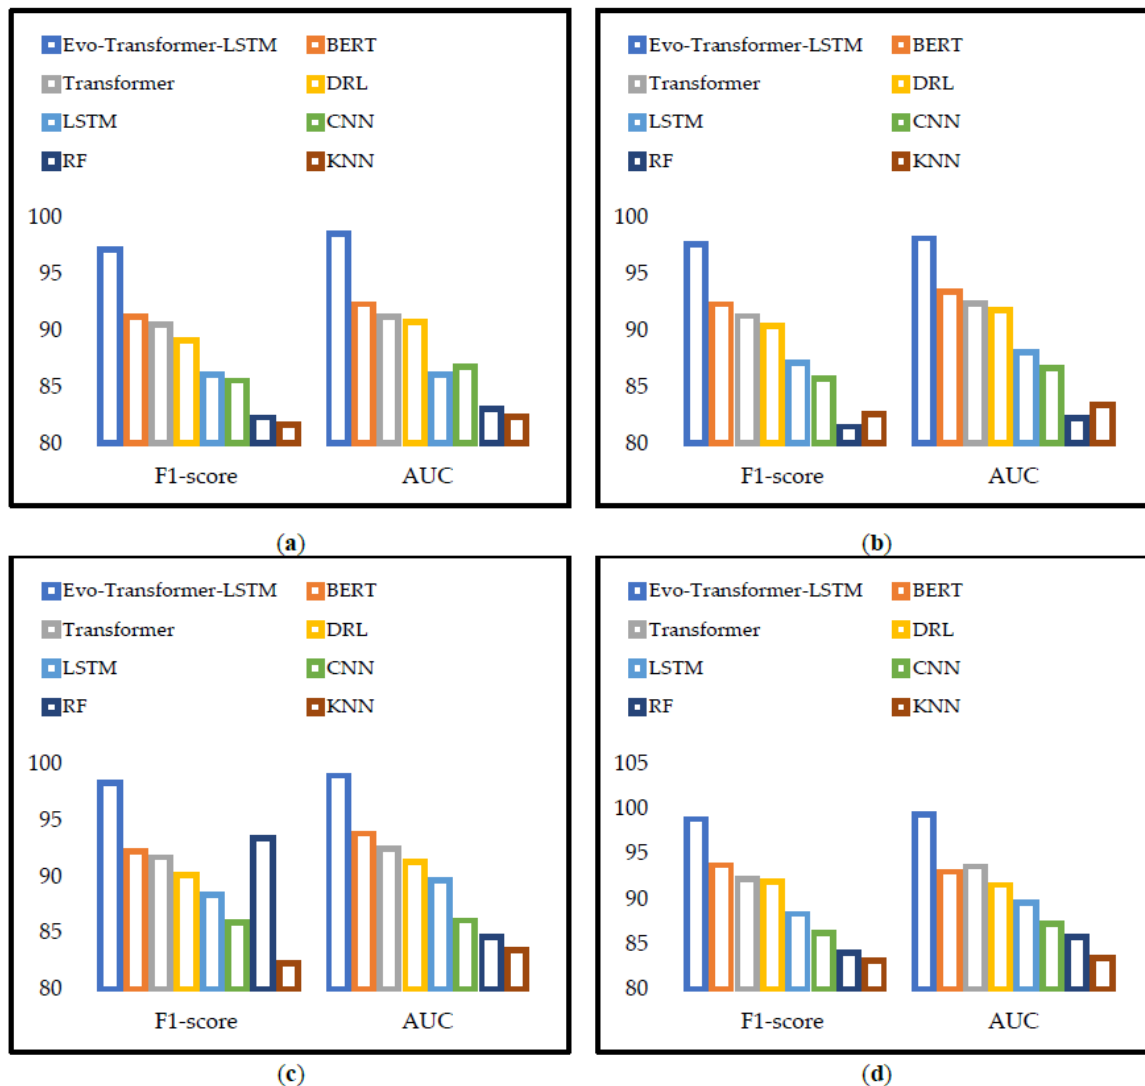 Evo-Transformer-LSTM BERT
Transformer DRL
LSTM CNN
RF KNN
100
95
90
85
80
F1-score AUC
(a)
Evo-Transformer-LSTM BERT
Transformer DRL
LSTM CNN
RF KNN
100
95
90
85
80
F1-score AUC
(b)
Evo-Transformer-LSTM BERT
Transformer DRL
LSTM CNN
RF KNN
100
95
90
85
80
F1-score AUC
(c)
Evo-Transformer-LSTM BERT
Transformer DRL
LSTM CNN
RF KNN
105
100
95
90
85
80
F1-score AUC
(d)